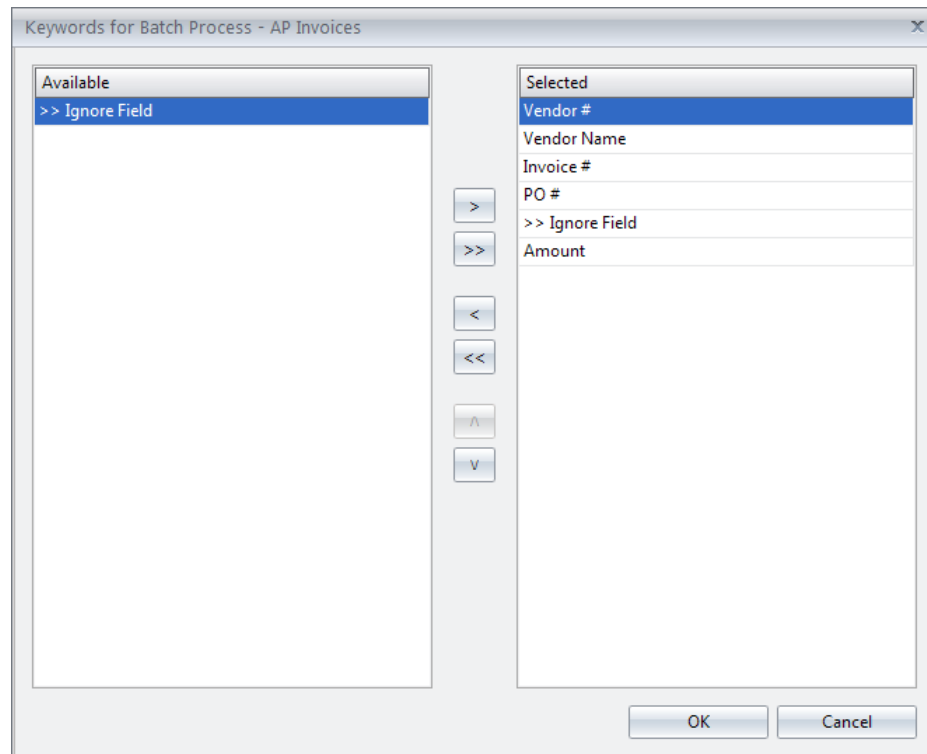 Keywords for Batch Process - AP Invoices
x
Available
>> Ignore Field
>
>>
<
<<
∧
∨
Selected
Vendor #
Vendor Name
Invoice #
PO #
>> Ignore Field
Amount
OK
Cancel